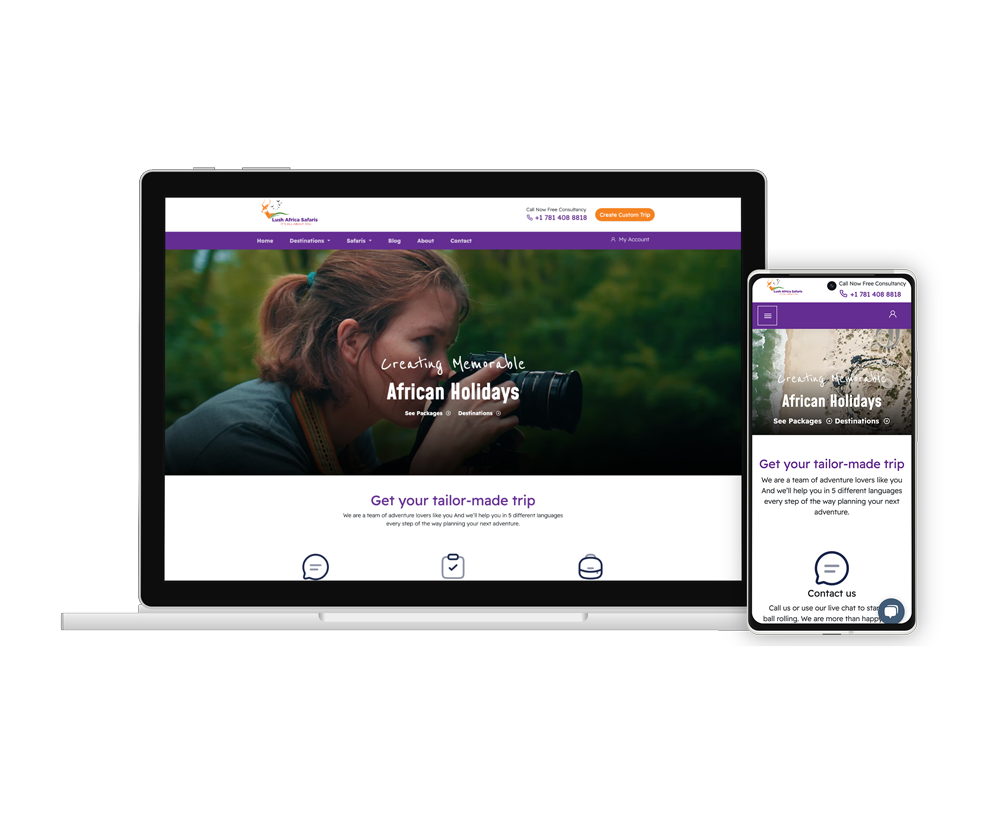 Lush Africa Safaris
IT'S ALL ABOUT YOU
Call Now Free Consultancy
+1 781 408 8818
Create Custom Trip
Home Destinations Safaris Blog About Contact
My Account
Creating Memorable
African Holidays
See Packages Destinations
Get your tailor-made trip
We are a team of adventure lovers like you And we'll help you in 5 different languages
every step of the way planning your next adventure.
Lush Africa Safaris
Call Now Free Consultancy
+1 781 408 8818
Creating Memorable
African Holidays
See Packages Destinations
Get your tailor-made trip
We are a team of adventure lovers like you
And we'll help you in 5 different languages
every step of the way planning your next
adventure.
Contact us
Call us or use our live chat to sta
ball rolling. We are more than happy